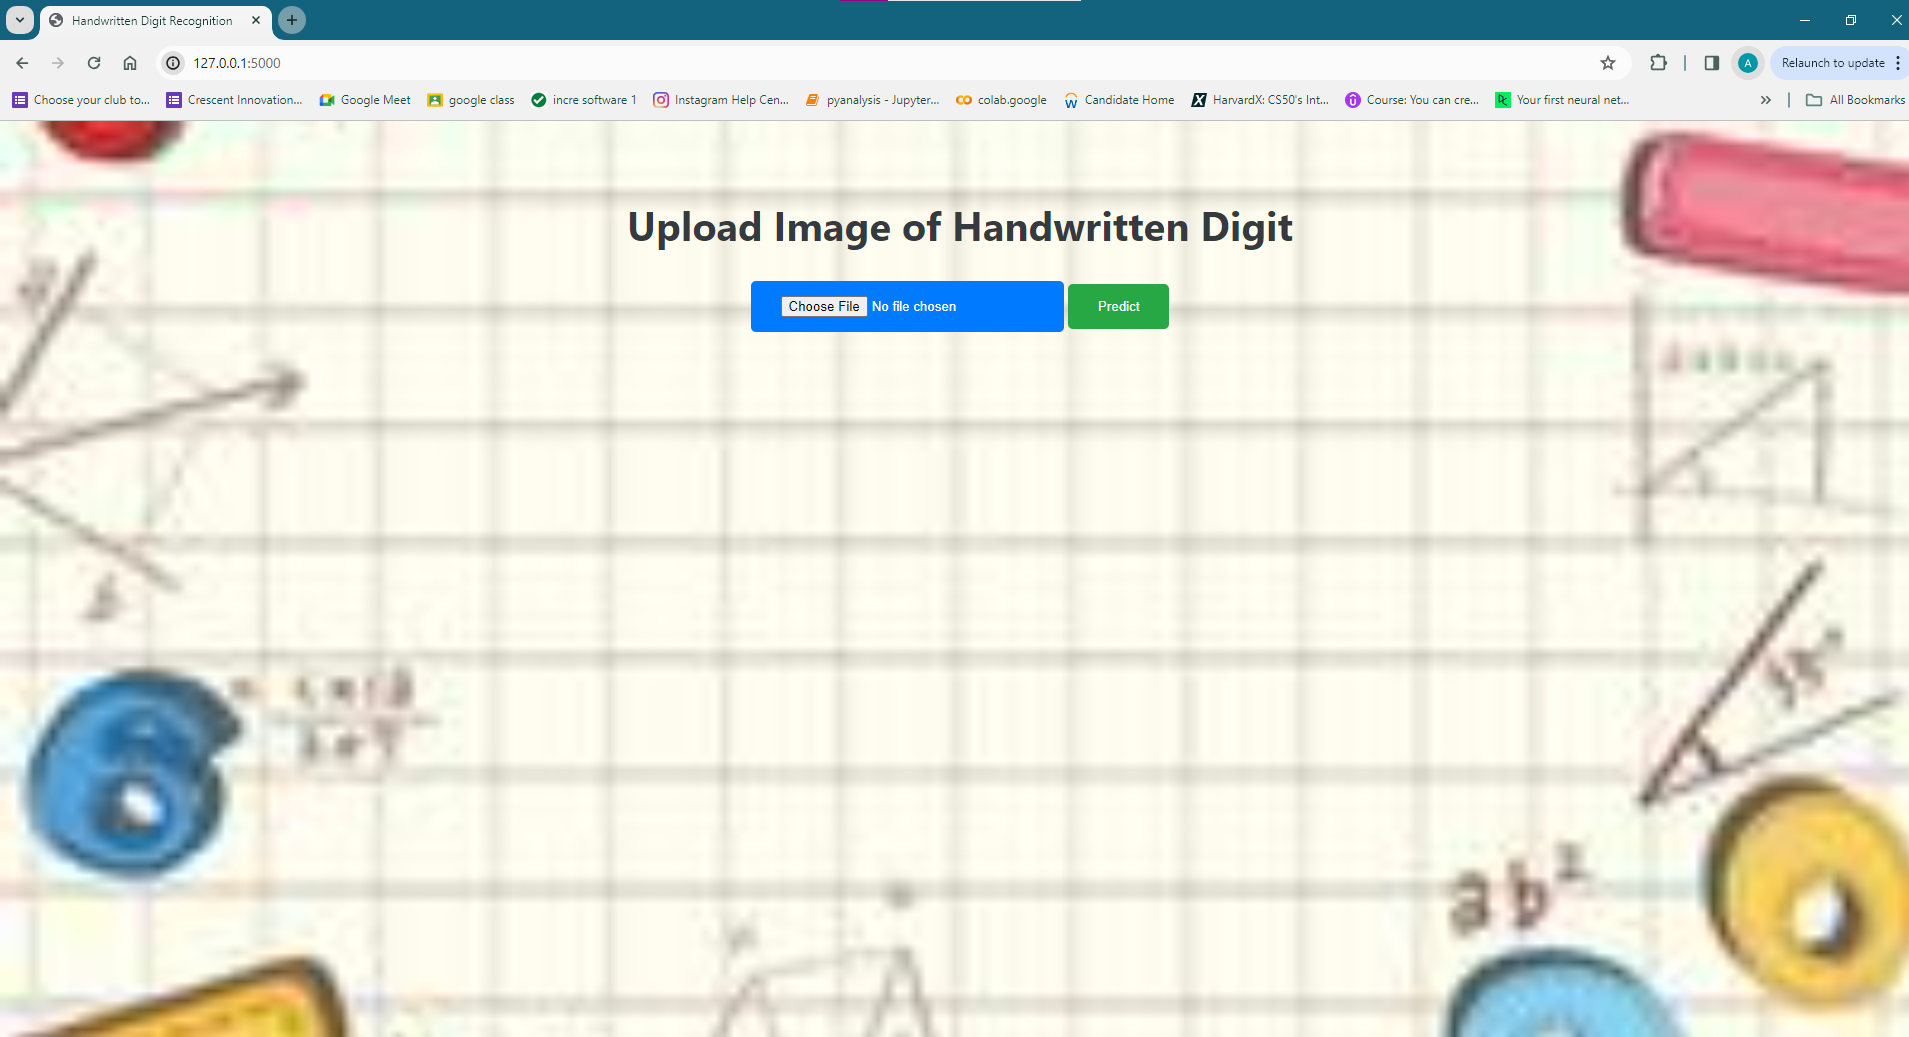 Handwritten Digit Recognition
127.0.0.1:5000
A
Relaunch to update
Choose your club to...
Crescent Innovation...
Google Meet
google class
incre software 1
Instagram Help Cen...
pyanalysis - Jupyter...
colab.google
Candidate Home
HarvardX: CS50's Int...
Course: You can cre...
Your first neural net...
All Bookmarks
Upload Image of Handwritten Digit
Choose File No file chosen
Predict
6
ab²